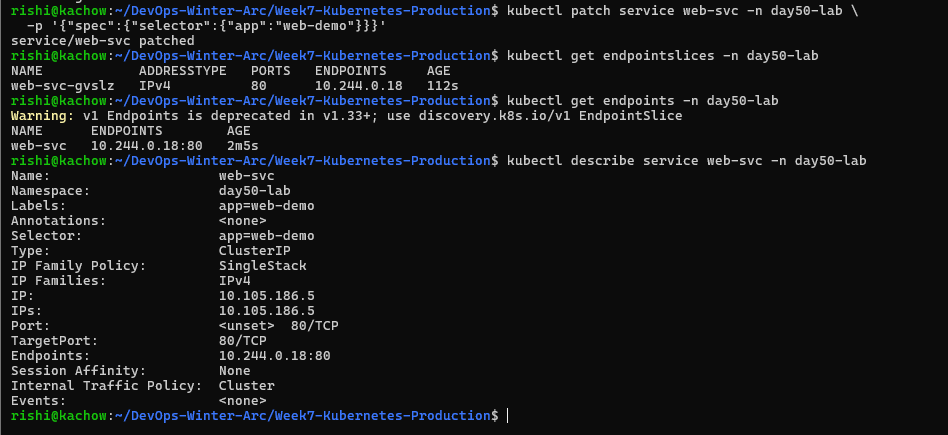 rishi@kachow:~/DevOps-Winter-Arc/Week7-Kubernetes-Production$ kubectl patch service web-svc -n day50-lab \
  -p '{"spec":{"selector":{"app":"web-demo"}}}'
service/web-svc patched
rishi@kachow:~/DevOps-Winter-Arc/Week7-Kubernetes-Production$ kubectl get endpointslices -n day50-lab
NAME            ADDRESSTYPE   PORTS   ENDPOINTS     AGE
web-svc-gvslz   IPv4          80      10.244.0.18   112s
rishi@kachow:~/DevOps-Winter-Arc/Week7-Kubernetes-Production$ kubectl get endpoints -n day50-lab
Warning: v1 Endpoints is deprecated in v1.33+; use discovery.k8s.io/v1 EndpointSlice
NAME      ENDPOINTS        AGE
web-svc   10.244.0.18:80   2m5s
rishi@kachow:~/DevOps-Winter-Arc/Week7-Kubernetes-Production$ kubectl describe service web-svc -n day50-lab
Name:                     web-svc
Namespace:                day50-lab
Labels:                   app=web-demo
Annotations:              <none>
Selector:                 app=web-demo
Type:                     ClusterIP
IP Family Policy:         SingleStack
IP Families:              IPv4
IP:                       10.105.186.5
IPs:                      10.105.186.5
Port:                     <unset>  80/TCP
TargetPort:               80/TCP
Endpoints:                10.244.0.18:80
Session Affinity:         None
Internal Traffic Policy:  Cluster
Events:                   <none>
rishi@kachow:~/DevOps-Winter-Arc/Week7-Kubernetes-Production$